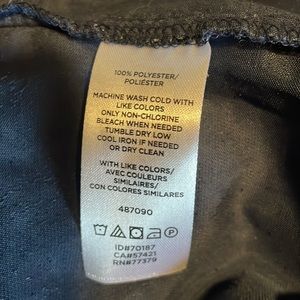 100% POLYESTER/
POLIÉSTER
MACHINE WASH COLD WITH
LIKE COLORS
ONLY NON-CHLORINE
BLEACH WHEN NEEDED
TUMBLE DRY LOW
COOL IRON IF NEEDED
OR DRY CLEAN
WITH LIKE COLORS/
AVEC COULEURS
SIMILAIRES/
CON COLORES SIMILARES
487090
ID#70187
CA#57421
RN#77379